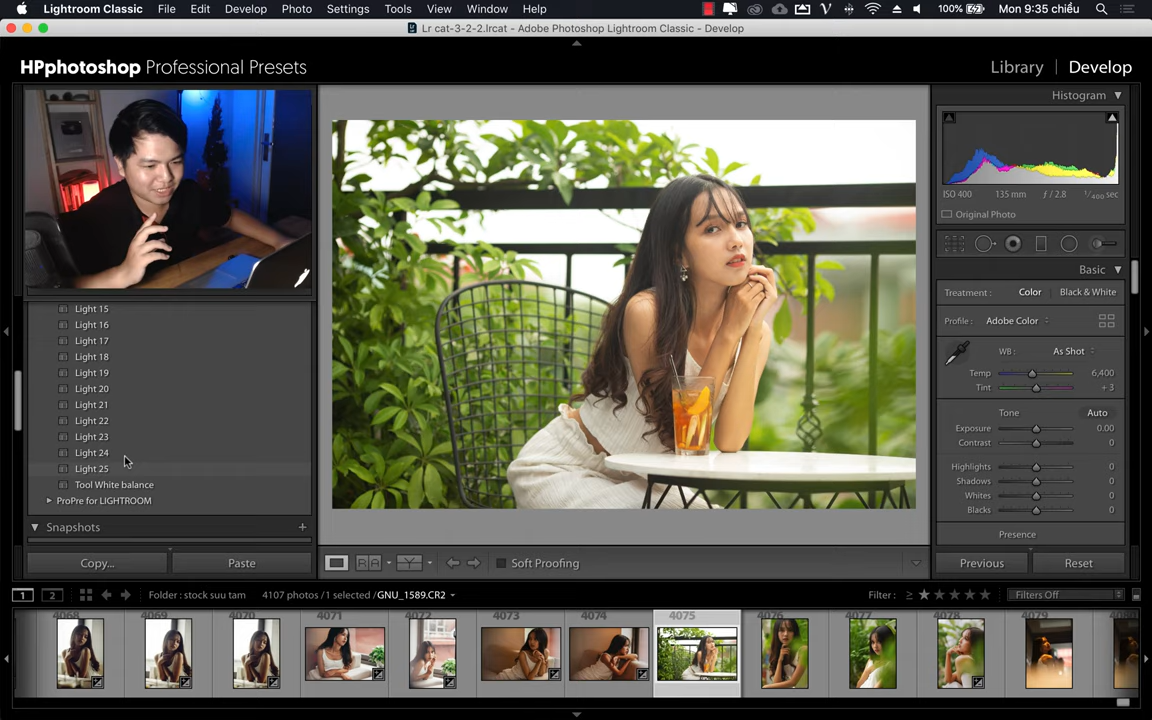 Lightroom Classic File Edit Develop Photo Settings Tools View Window Help 100% Mon 9:35 chiều
Lr cat-3-2-2.lrcat - Adobe Photoshop Lightroom Classic - Develop
HPphotoshop Professional Presets
Library | Develop
Histogram
ISO 400 135 mm ƒ / 2.8 1/400 sec
Original Photo
Basic
Treatment : Color Black & White
Profile : Adobe Color
WB : As Shot
Temp 6,400
Tint + 3
Tone Auto
Exposure 0.00
Contrast 0
Highlights 0
Shadows 0
Whites 0
Blacks 0
Presence
Previous Reset
Light 15
Light 16
Light 17
Light 18
Light 19
Light 20
Light 21
Light 22
Light 23
Light 24
Light 25
Tool White balance
ProPre for LIGHTROOM
Snapshots +
Copy... Paste
R A Y Y Soft Proofing
1 2 Folder : stock suu tam 4107 photos / 1 selected / GNU_1589.CR2 Filter : ≥ Filters Off
4068 4069 4070 4071 4072 4073 4074 4075 4076 4077 4078 4079